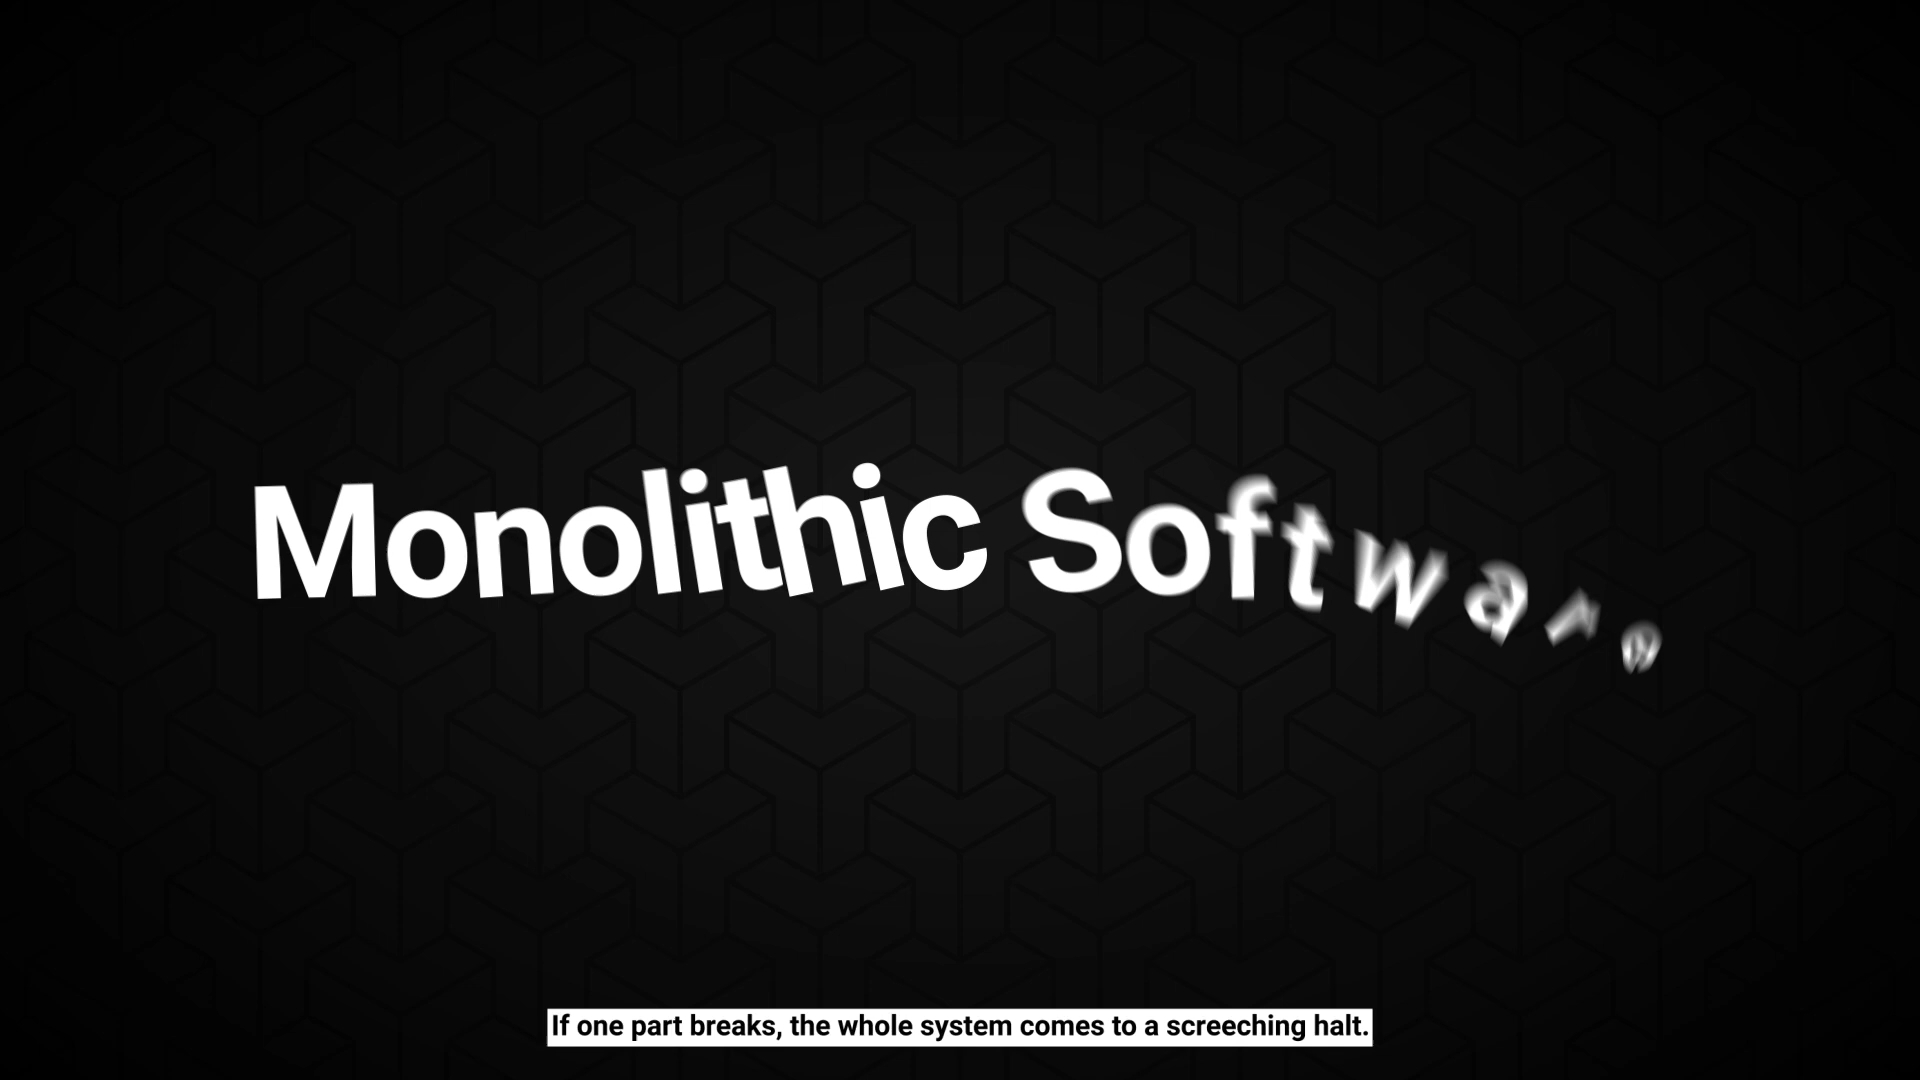 Monolithic Software
If one part breaks, the whole system comes to a screeching halt.